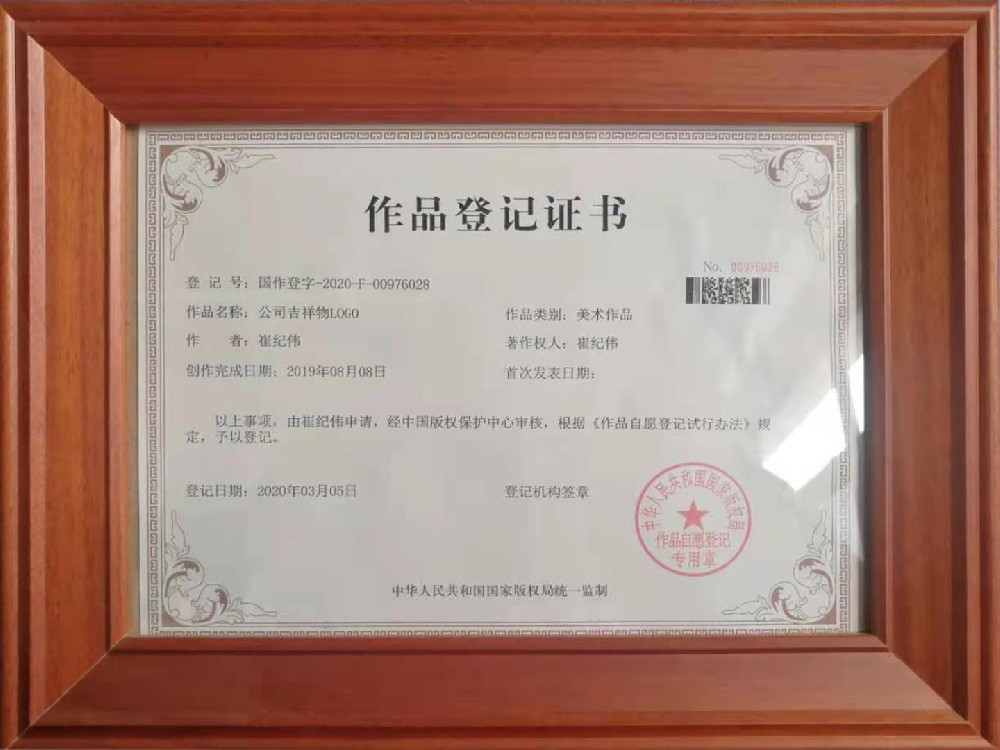 作品登记证书
No. 00976028
登 记 号：国作登字-2020-F-00976028
作品名称：公司吉祥物LOGO
作品类别：美术作品
作 者：崔纪伟
著作权人：崔纪伟
创作完成日期：2019年08月08日
首次发表日期：
以上事项，由崔纪伟申请，经中国版权保护中心审核，根据《作品自愿登记试行办法》规
定，予以登记。
登记日期：2020年03月05日
登记机构签章
中华人民共和国国家版权局
作品自愿登记
专用章
中华人民共和国国家版权局统一监制